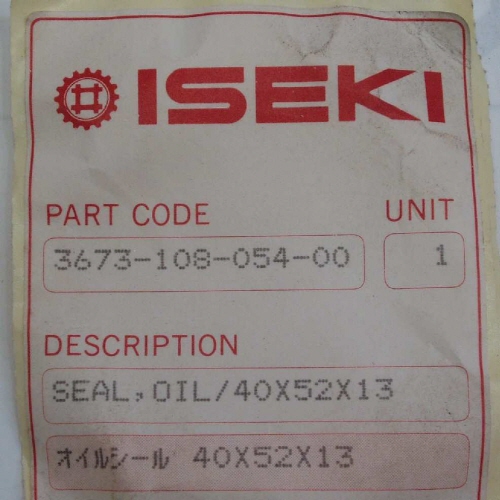 ISEKI
PART CODE UNIT
3673-108-054-00 1
DESCRIPTION
SEAL,OIL/40X52X13
オイルシール 40X52X13